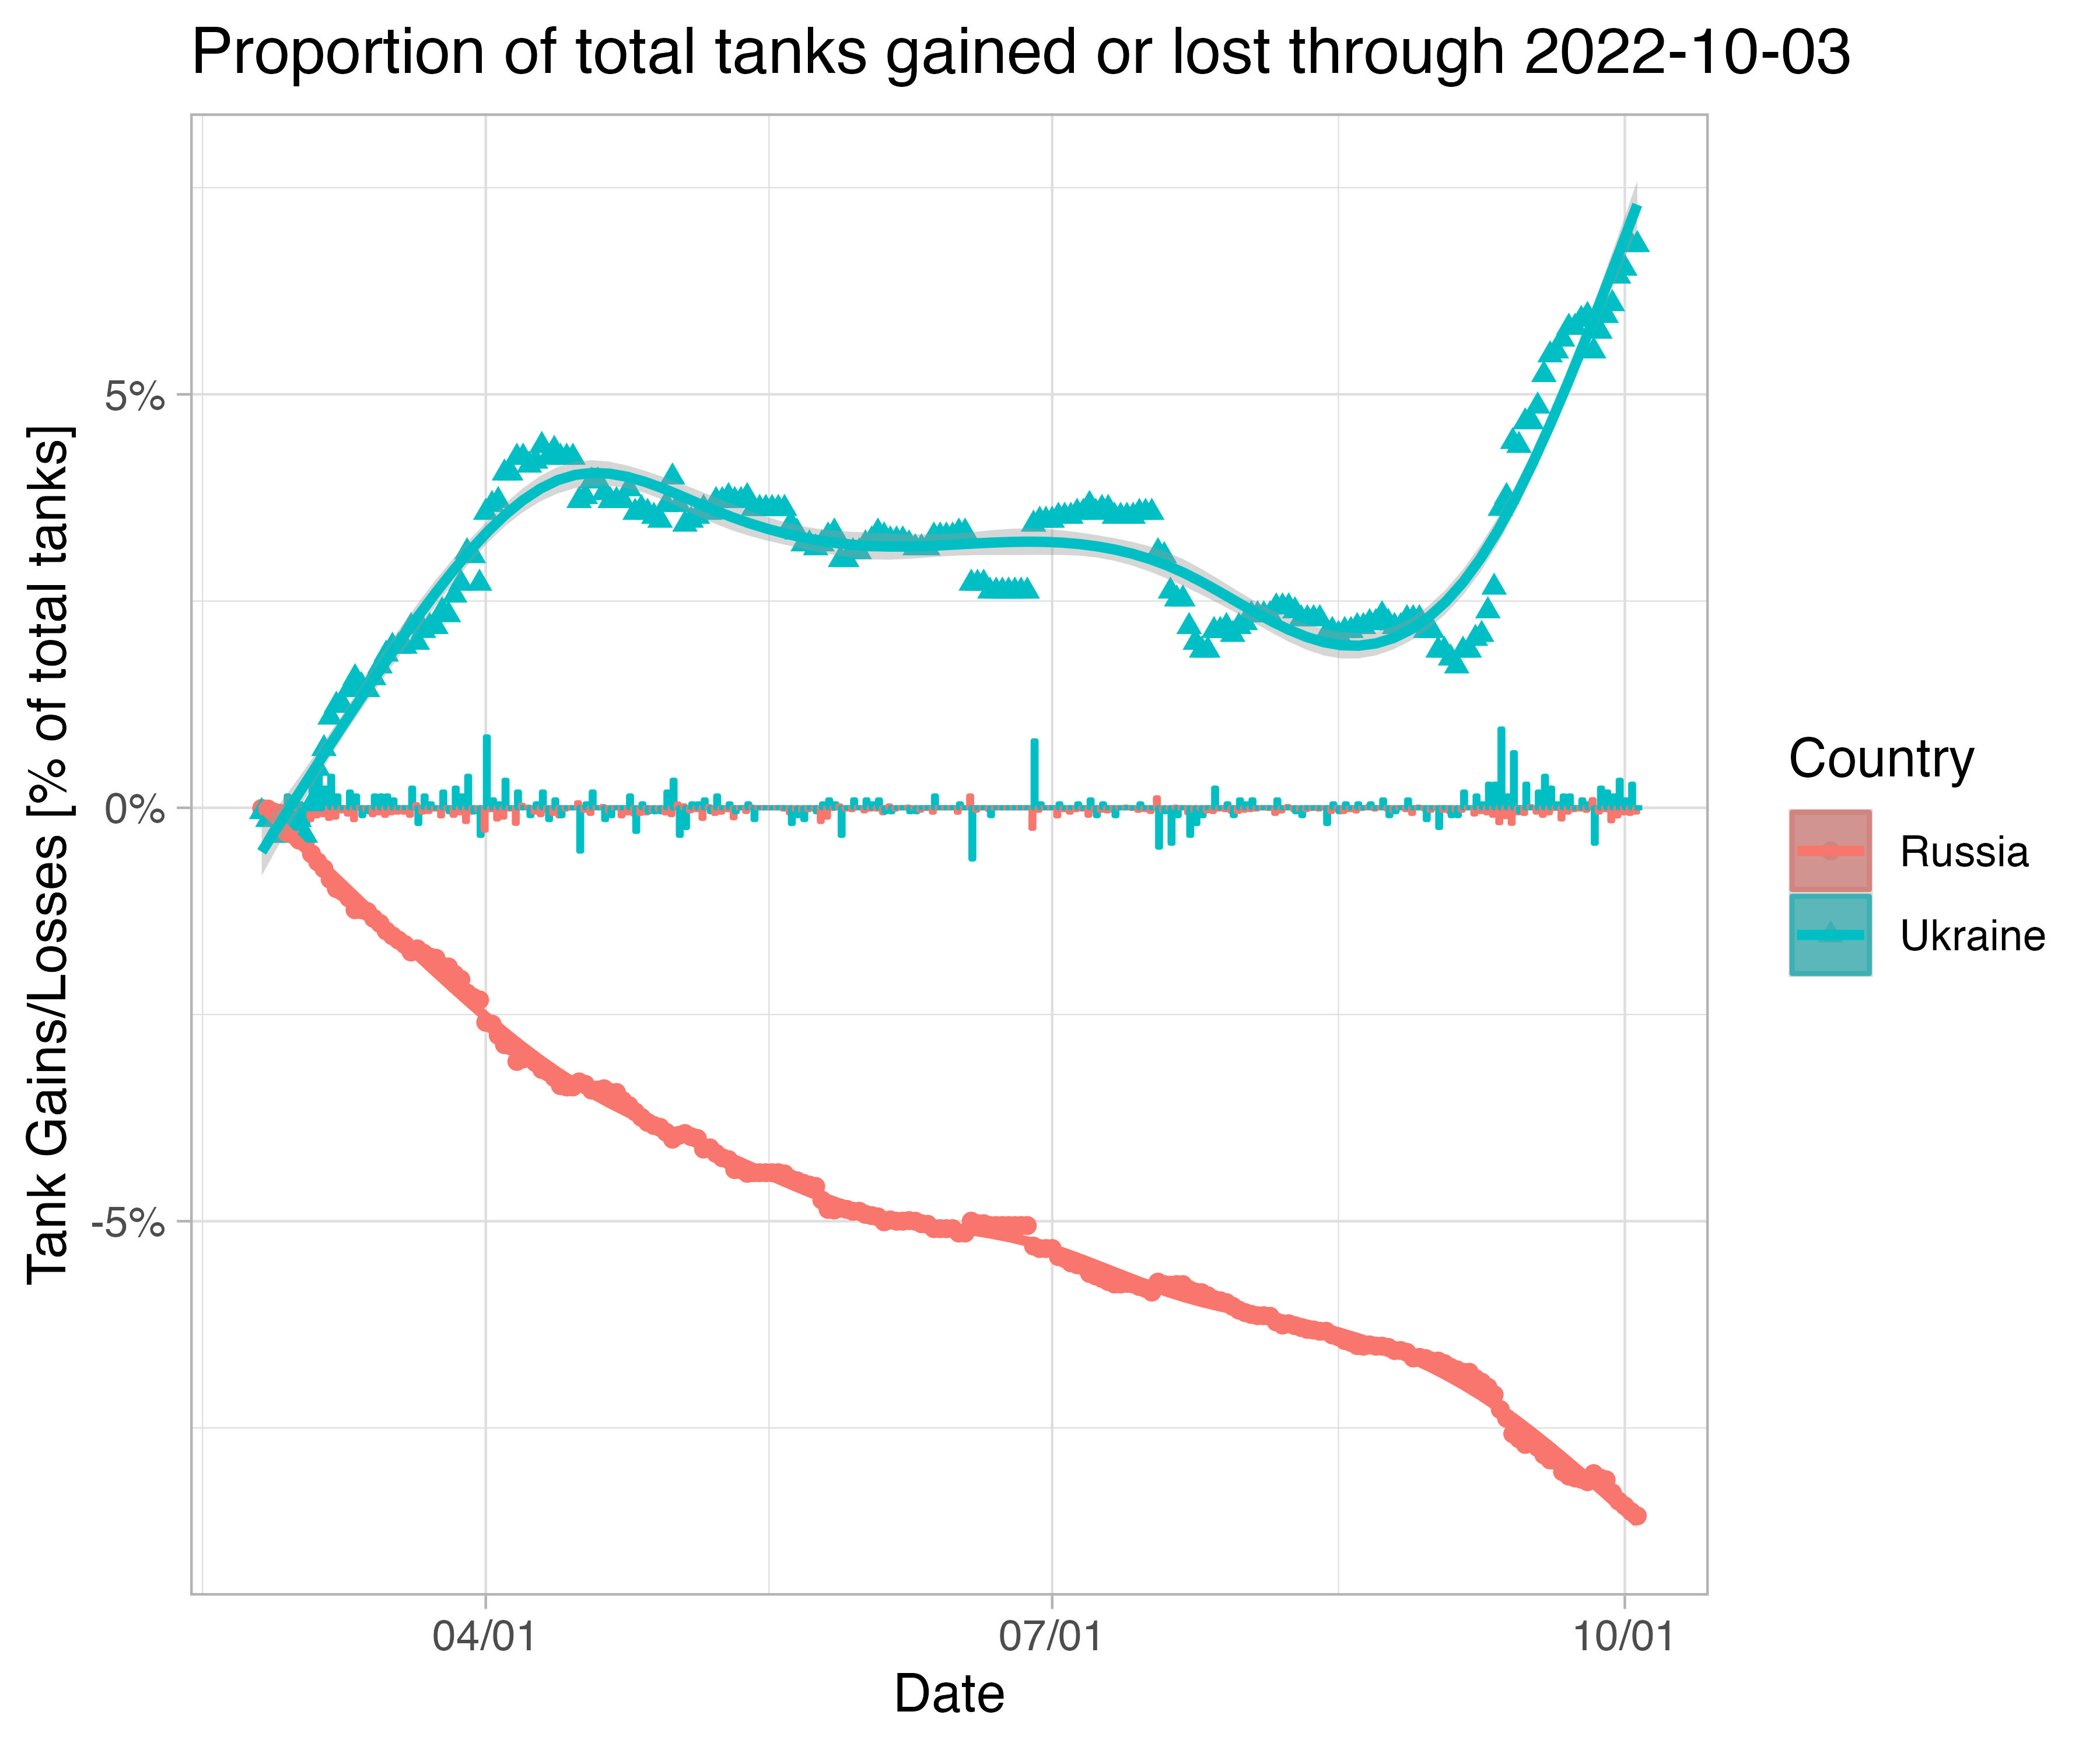 Proportion of total tanks gained or lost through 2022-10-03
Tank Gains/Losses [% of total tanks]
5%
0%
-5%
04/01
07/01
10/01
Date
Country
Russia
Ukraine